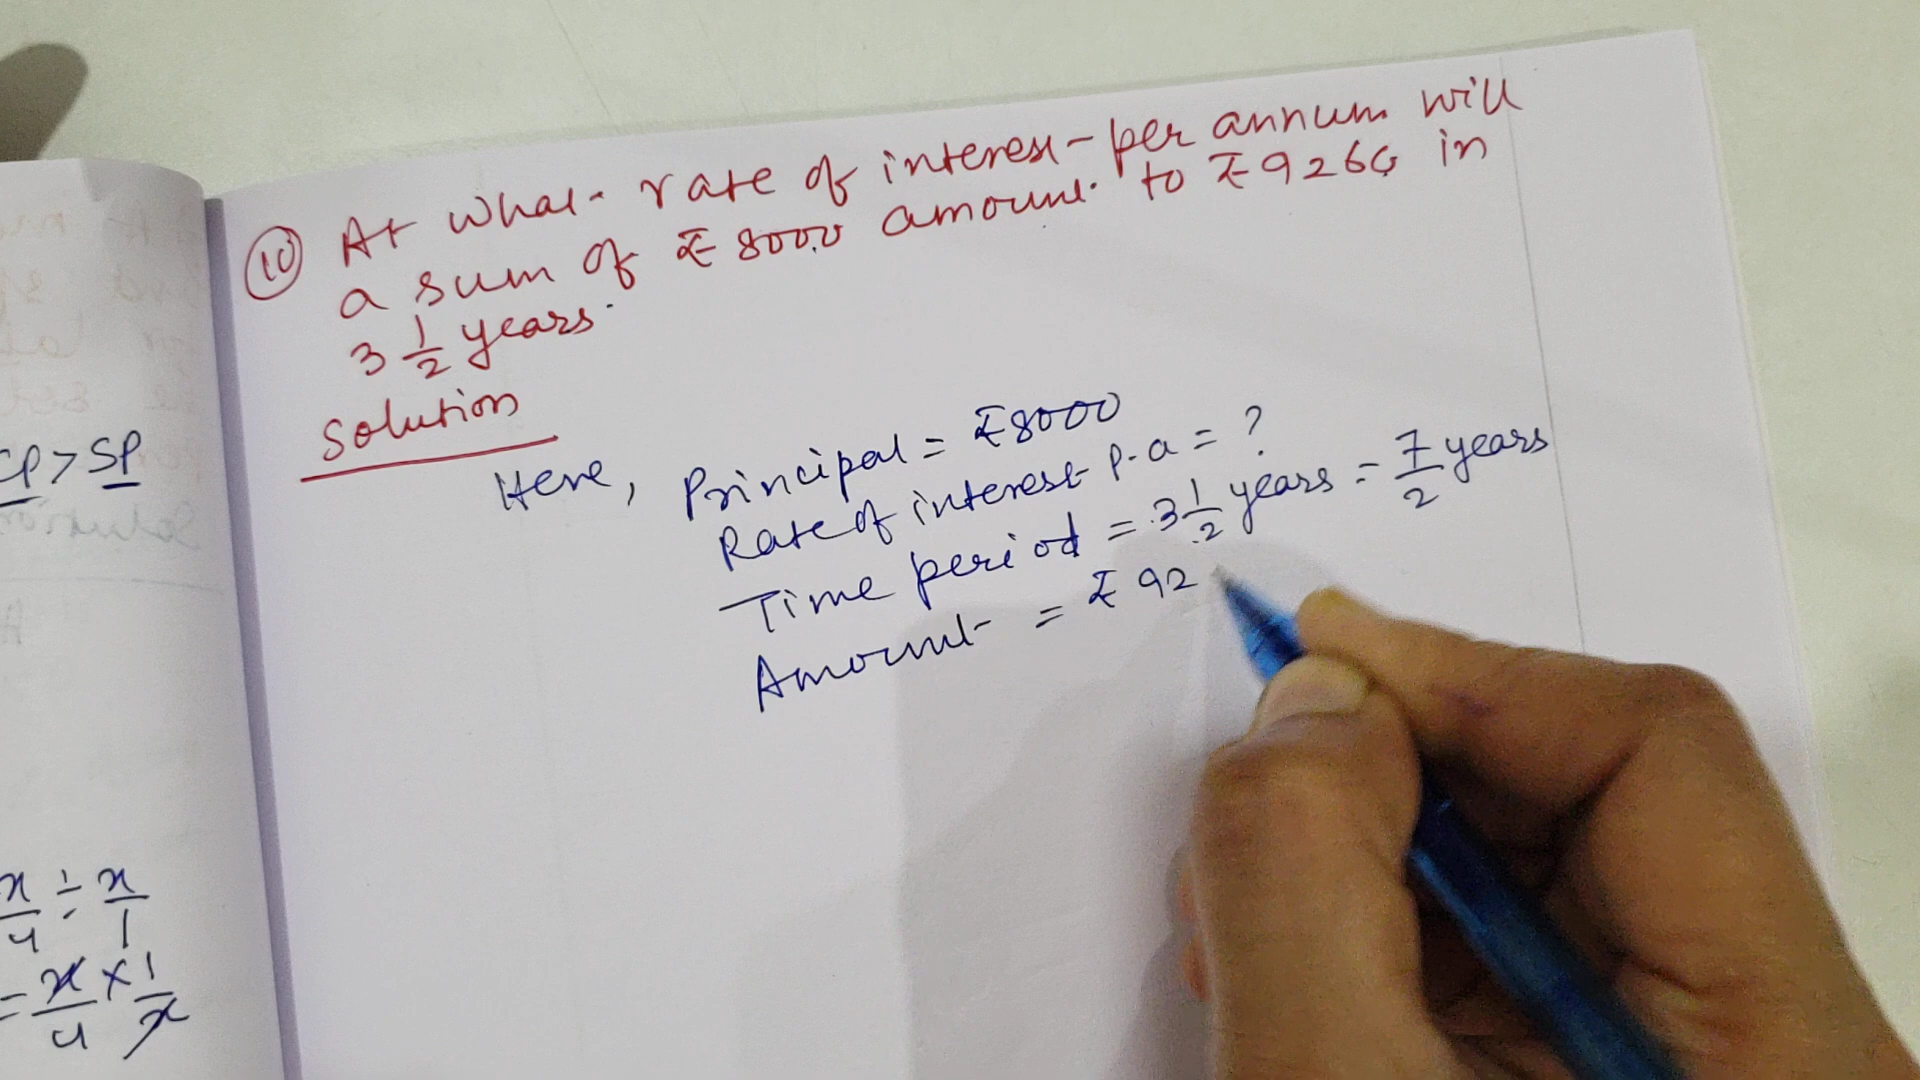 (10) At what rate of interest per annum will
a sum of ₹ 8000 amount to ₹ 9260 in
3 1/2 years.
Solution
Here, Principal = ₹8000
Rate of interest p.a = ?
Time period = 3 1/2 years = 7/2 years
Amount = ₹ 92
CP > SP
x/4 ÷ x/1
= x/4 × 1/x